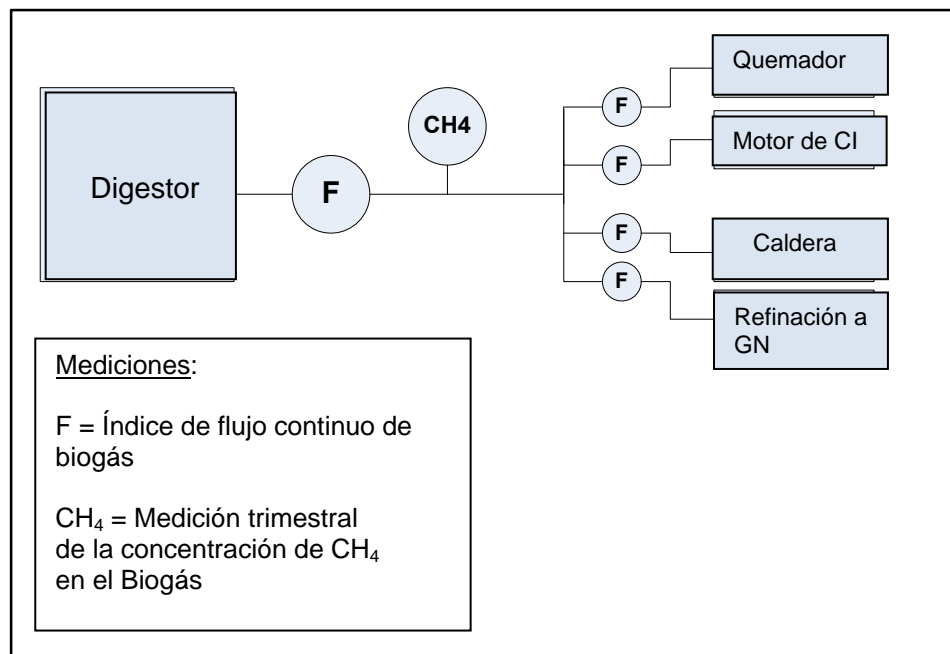 Digestor
F
CH4
F
F
F
F
Quemador
Motor de CI
Caldera
Refinación a
GN
Mediciones:
F = Índice de flujo continuo de
biogás
CH₄ = Medición trimestral
de la concentración de CH₄
en el Biogás